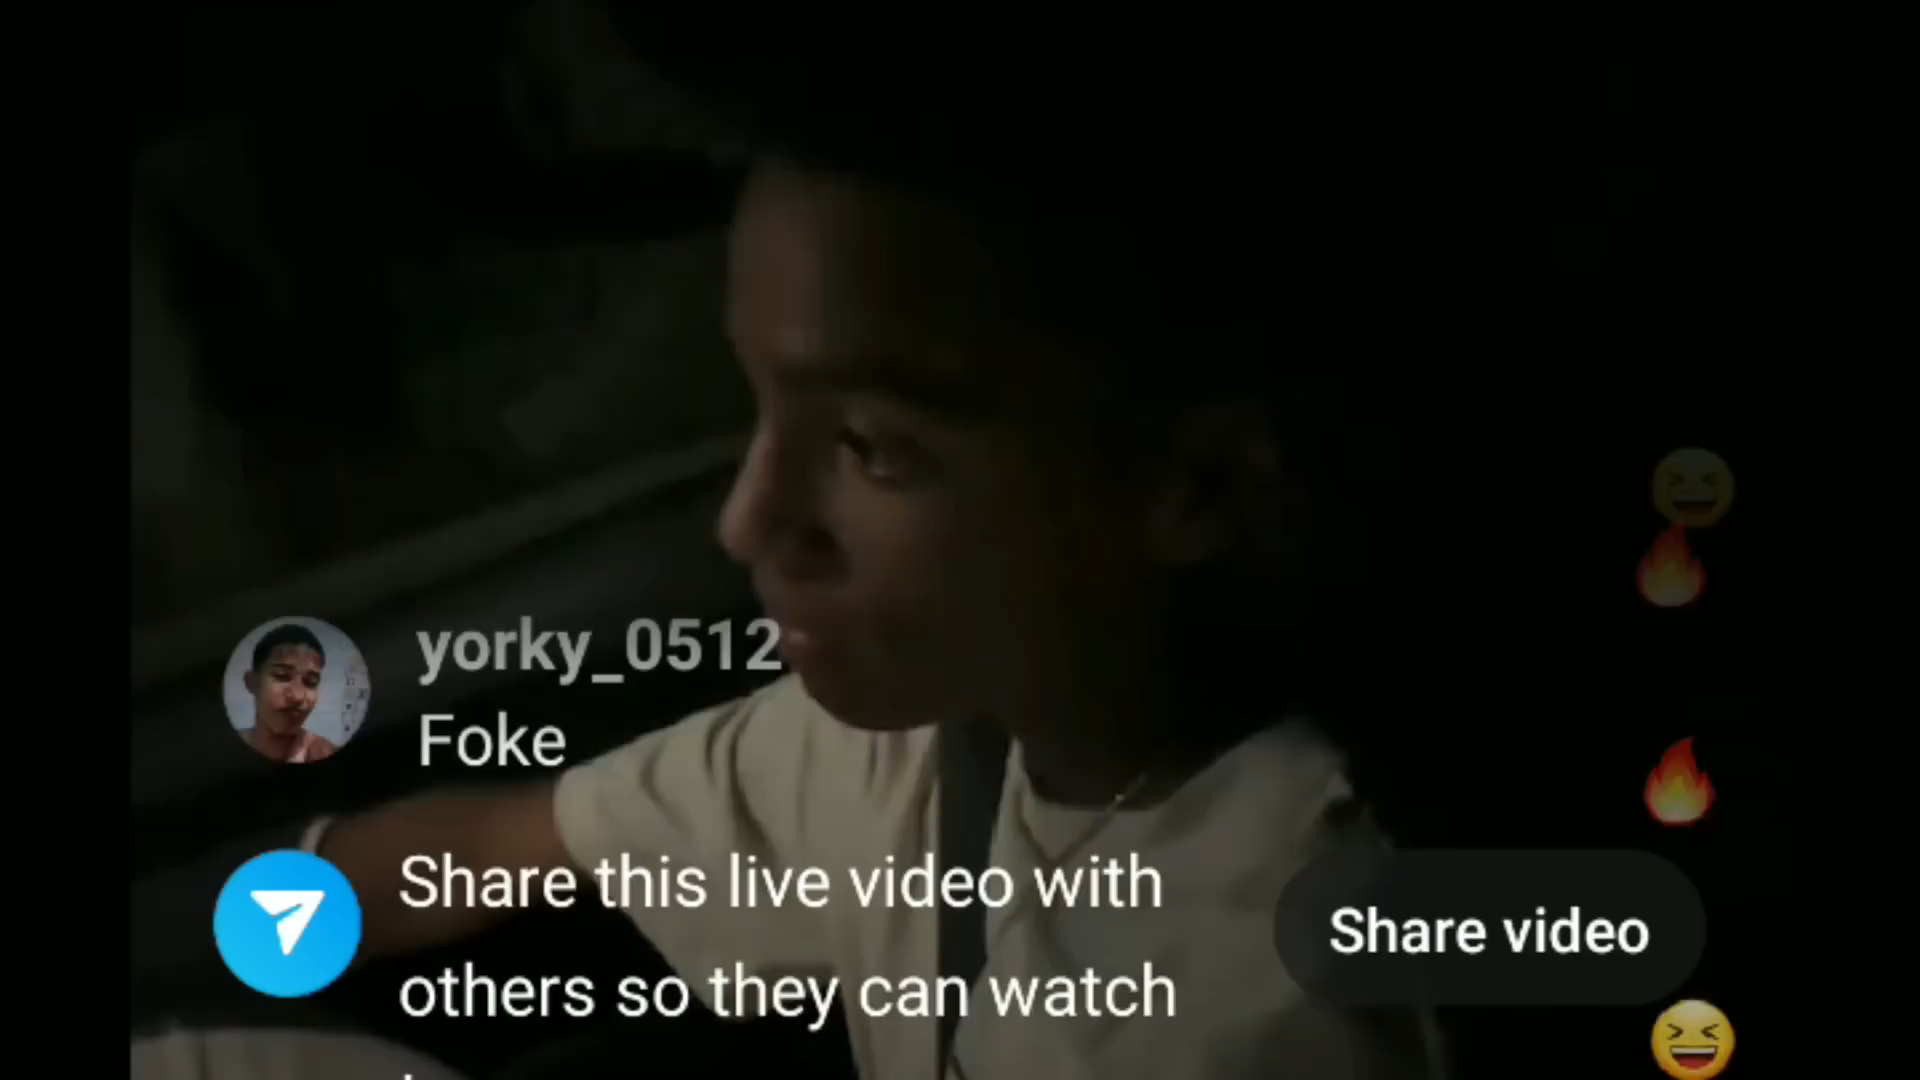 yorky_0512
Foke
Share this live video with
others so they can watch
Share video